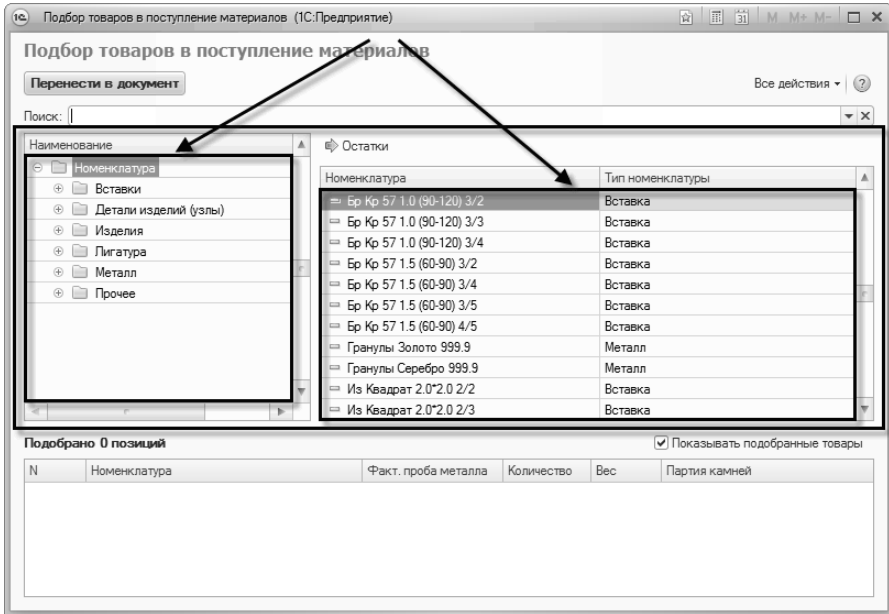 Подбор товаров в поступление материалов (1С:Предприятие)
M M+ M-
Подбор товаров в поступление материалов
Перенести в документ
Все действия
?
Поиск:
Наименование
Номенклатура
Вставки
Детали изделий (узлы)
Изделия
Лигатура
Металл
Прочее
Остатки
Номенклатура Тип номенклатуры
Бр Кр 57 1.0 (90-120) 3/2 Вставка
Бр Кр 57 1.0 (90-120) 3/3 Вставка
Бр Кр 57 1.0 (90-120) 3/4 Вставка
Бр Кр 57 1.5 (60-90) 3/2 Вставка
Бр Кр 57 1.5 (60-90) 3/4 Вставка
Бр Кр 57 1.5 (60-90) 3/5 Вставка
Бр Кр 57 1.5 (60-90) 4/5 Вставка
Гранулы Золото 999.9 Металл
Гранулы Серебро 999.9 Металл
Из Квадрат 2.0*2.0 2/2 Вставка
Из Квадрат 2.0*2.0 2/3 Вставка
Подобрано 0 позиций
Показывать подобранные товары
N Номенклатура Факт. проба металла Количество Вес Партия камней